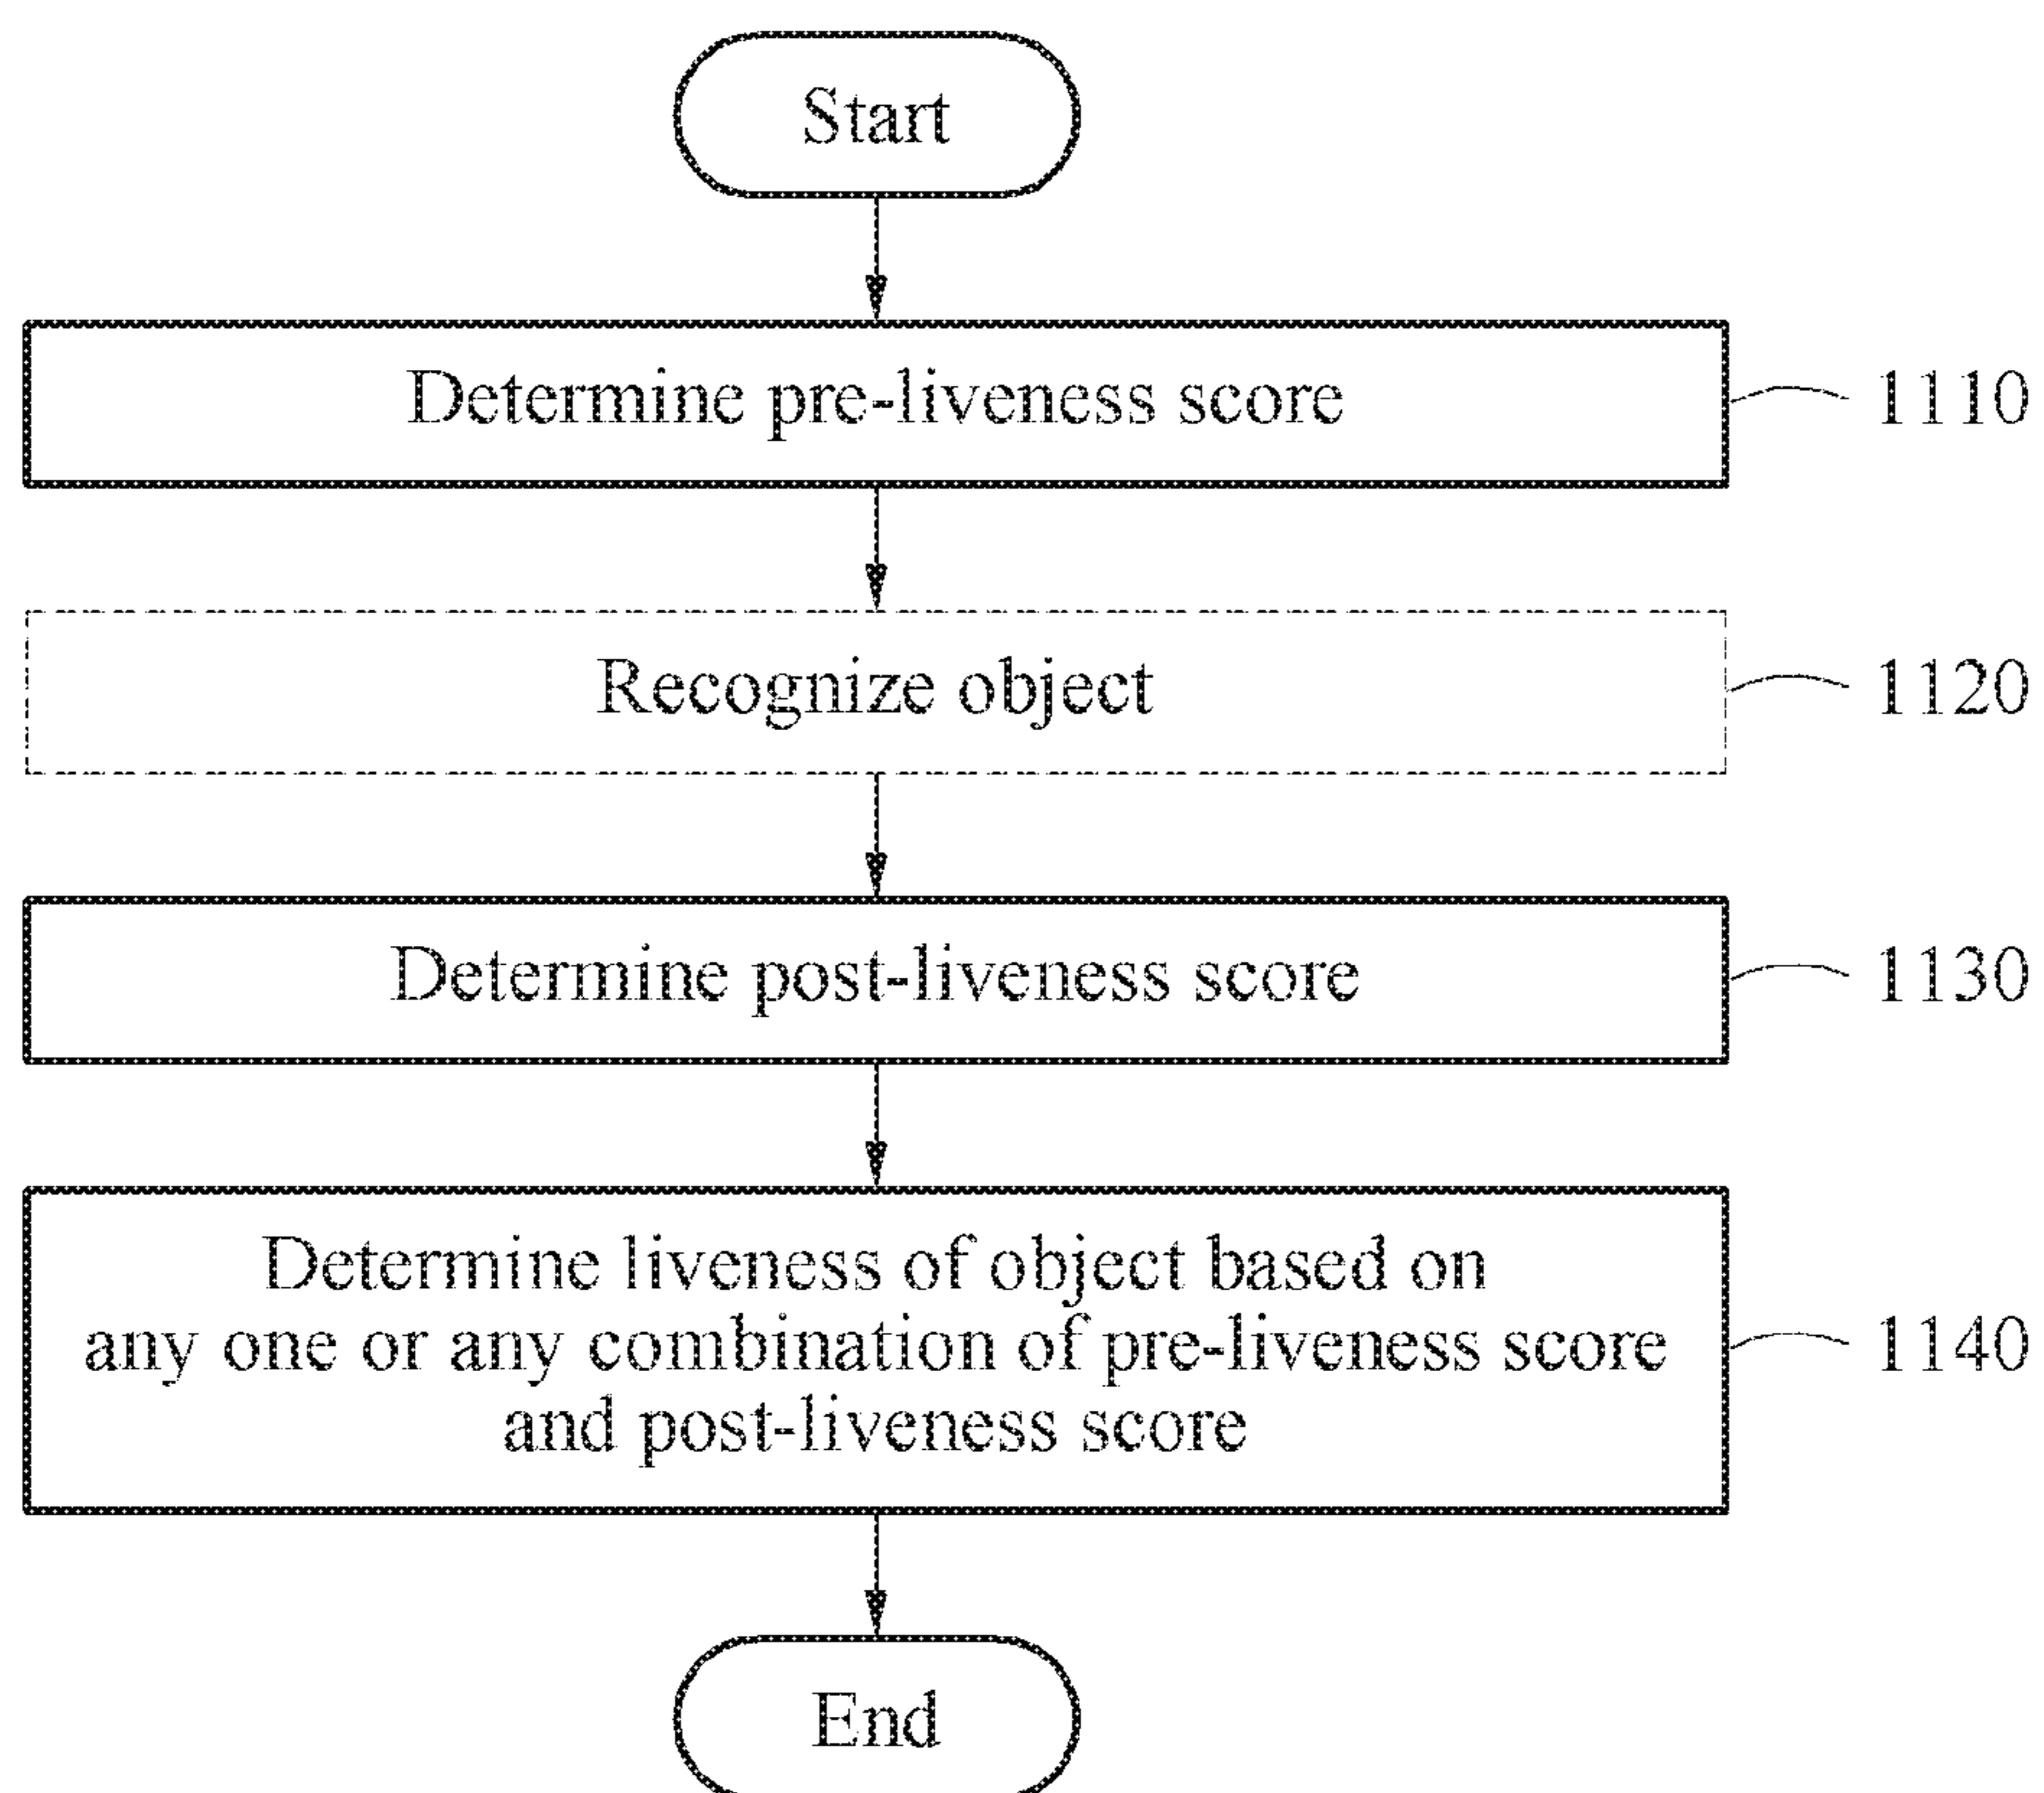 Start
Determine pre-liveness score
1110
Recognize object
1120
Determine post-liveness score
1130
Determine liveness of object based on
any one or any combination of pre-liveness score
and post-liveness score
1140
End